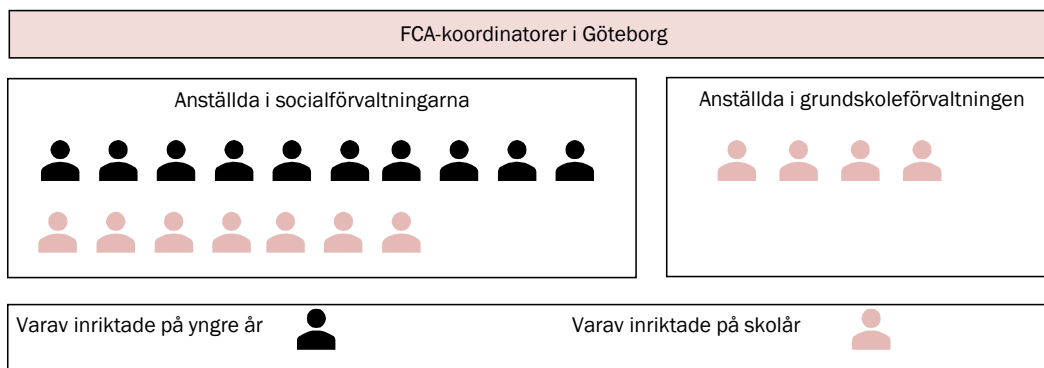 FCA-koordinatorer i Göteborg
Anställda i socialförvaltningarna
Anställda i grundskoleförvaltningen
Varav inriktade på yngre år
Varav inriktade på skolår